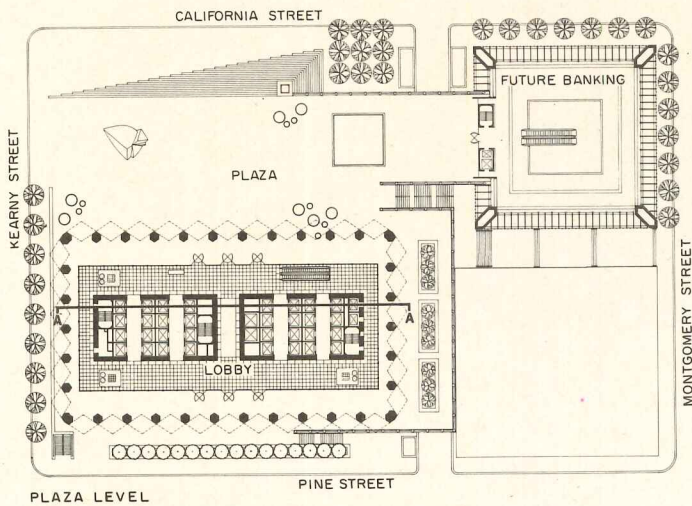 CALIFORNIA STREET
FUTURE BANKING
KEARNY STREET
PLAZA
MONTGOMERY STREET
A
A
LOBBY
PINE STREET
PLAZA LEVEL